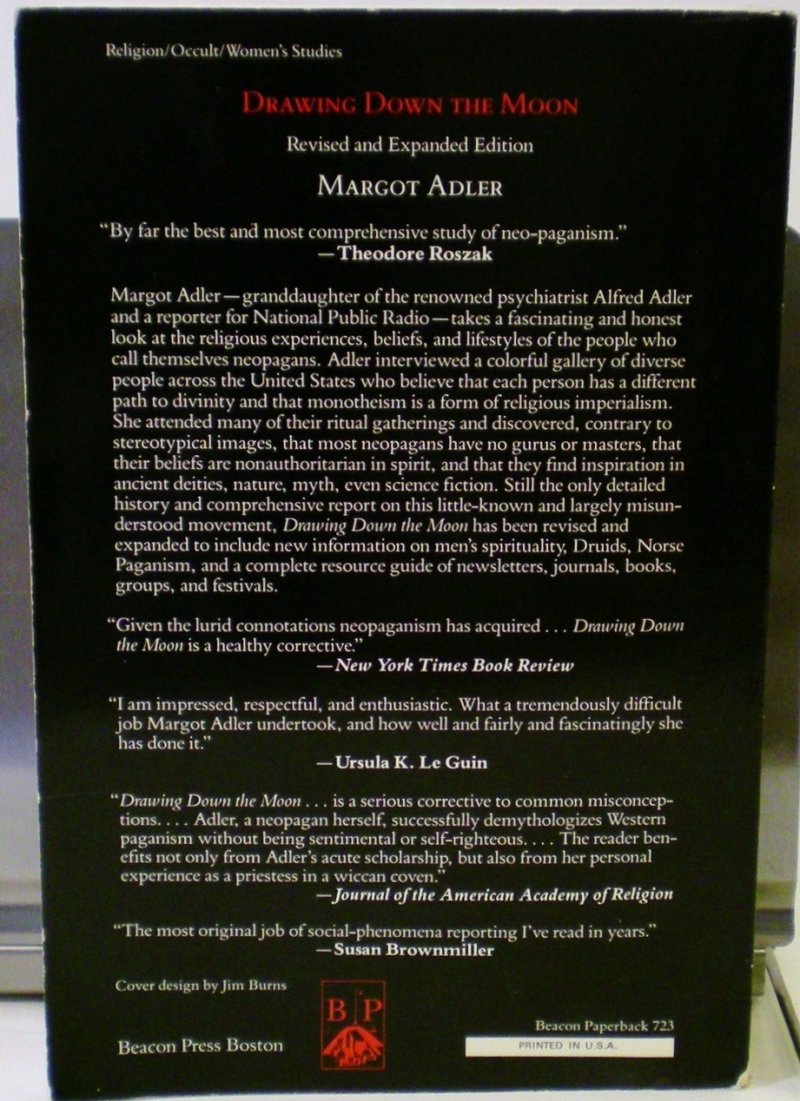 Religion/Occult/Women's Studies
DRAWING DOWN THE MOON
Revised and Expanded Edition
MARGOT ADLER
"By far the best and most comprehensive study of neo-paganism."
—Theodore Roszak
Margot Adler—granddaughter of the renowned psychiatrist Alfred Adler
and a reporter for National Public Radio—takes a fascinating and honest
look at the religious experiences, beliefs, and lifestyles of the people who
call themselves neopagans. Adler interviewed a colorful gallery of diverse
people across the United States who believe that each person has a different
path to divinity and that monotheism is a form of religious imperialism.
She attended many of their ritual gatherings and discovered, contrary to
stereotypical images, that most neopagans have no gurus or masters, that
their beliefs are nonauthoritarian in spirit, and that they find inspiration in
ancient deities, nature, myth, even science fiction. Still the only detailed
history and comprehensive report on this little-known and largely misun-
derstood movement, Drawing Down the Moon has been revised and
expanded to include new information on men's spirituality, Druids, Norse
Paganism, and a complete resource guide of newsletters, journals, books,
groups, and festivals.
"Given the lurid connotations neopaganism has acquired . . . Drawing Down
the Moon is a healthy corrective."
—New York Times Book Review
"I am impressed, respectful, and enthusiastic. What a tremendously difficult
job Margot Adler undertook, and how well and fairly and fascinatingly she
has done it."
—Ursula K. Le Guin
"Drawing Down the Moon . . . is a serious corrective to common misconcep-
tions. . . . Adler, a neopagan herself, successfully demythologizes Western
paganism without being sentimental or self-righteous. . . . The reader ben-
efits not only from Adler's acute scholarship, but also from her personal
experience as a priestess in a wiccan coven."
—Journal of the American Academy of Religion
"The most original job of social-phenomena reporting I've read in years."
—Susan Brownmiller
Cover design by Jim Burns
B P
Beacon Press Boston
Beacon Paperback 723
PRINTED IN U.S.A.